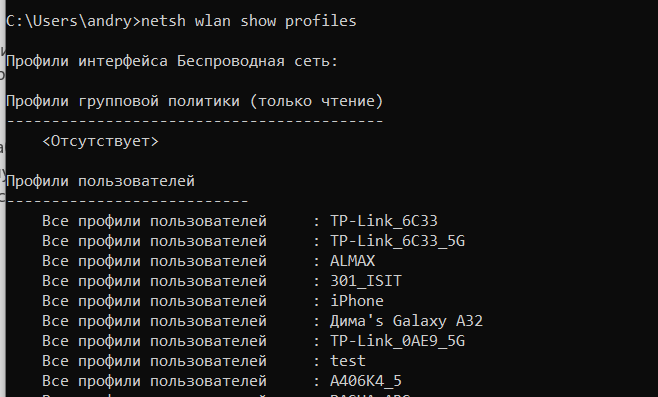 C:\Users\andry>netsh wlan show profiles
Профили интерфейса Беспроводная сеть:
Профили групповой политики (только чтение)
------------------------------------------
<Отсутствует>
Профили пользователей
---------------------------
Все профили пользователей : TP-Link_6C33
Все профили пользователей : TP-Link_6C33_5G
Все профили пользователей : ALMAX
Все профили пользователей : 301_ISIT
Все профили пользователей : iPhone
Все профили пользователей : Дима's Galaxy A32
Все профили пользователей : TP-Link_0AE9_5G
Все профили пользователей : test
Все профили пользователей : A406K4_5